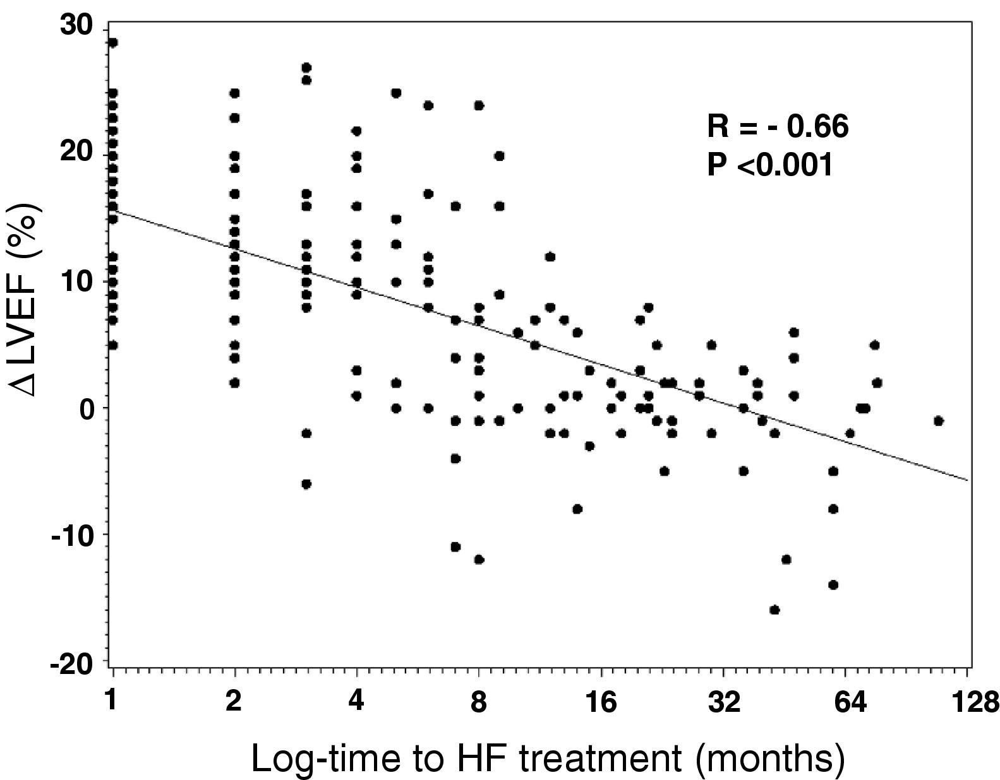 30
20
10
0
-10
-20
Δ LVEF (%)
R = - 0.66
P <0.001
1 2 4 8 16 32 64 128
Log-time to HF treatment (months)